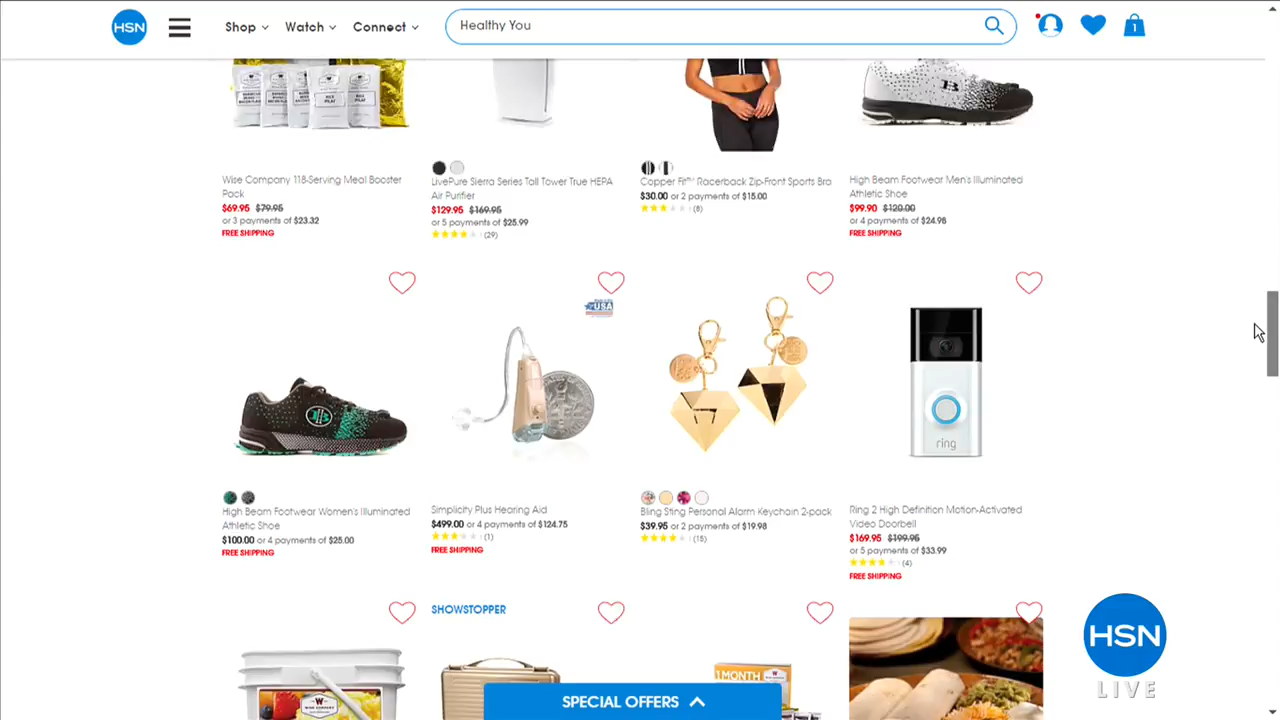 HSN
Shop
Watch
Connect
Healthy You
1
RICE PILAF
B
Wise Company 118-Serving Meal Booster
Pack
$69.95 $79.95
or 3 payments of $23.32
FREE SHIPPING
LivePure Sierra Series Tall Tower True HEPA
Air Purifier
$129.95 $169.95
or 5 payments of $25.99
(29)
Copper Fit™ Racerback Zip-Front Sports Bra
$30.00 or 2 payments of $15.00
(8)
High Beam Footwear Men's Illuminated
Athletic Shoe
$99.90 $120.00
or 4 payments of $24.98
FREE SHIPPING
USA
ring
High Beam Footwear Women's Illuminated
Athletic Shoe
$100.00 or 4 payments of $25.00
FREE SHIPPING
Simplicity Plus Hearing Aid
$499.00 or 4 payments of $124.75
(1)
FREE SHIPPING
Bling Sting Personal Alarm Keychain 2-pack
$39.95 or 2 payments of $19.98
(15)
Ring 2 High Definition Motion-Activated
Video Doorbell
$169.95 $199.95
or 5 payments of $33.99
(4)
FREE SHIPPING
SHOWSTOPPER
1 MONTH
WISE COMPANY
SPECIAL OFFERS
HSN
LIVE